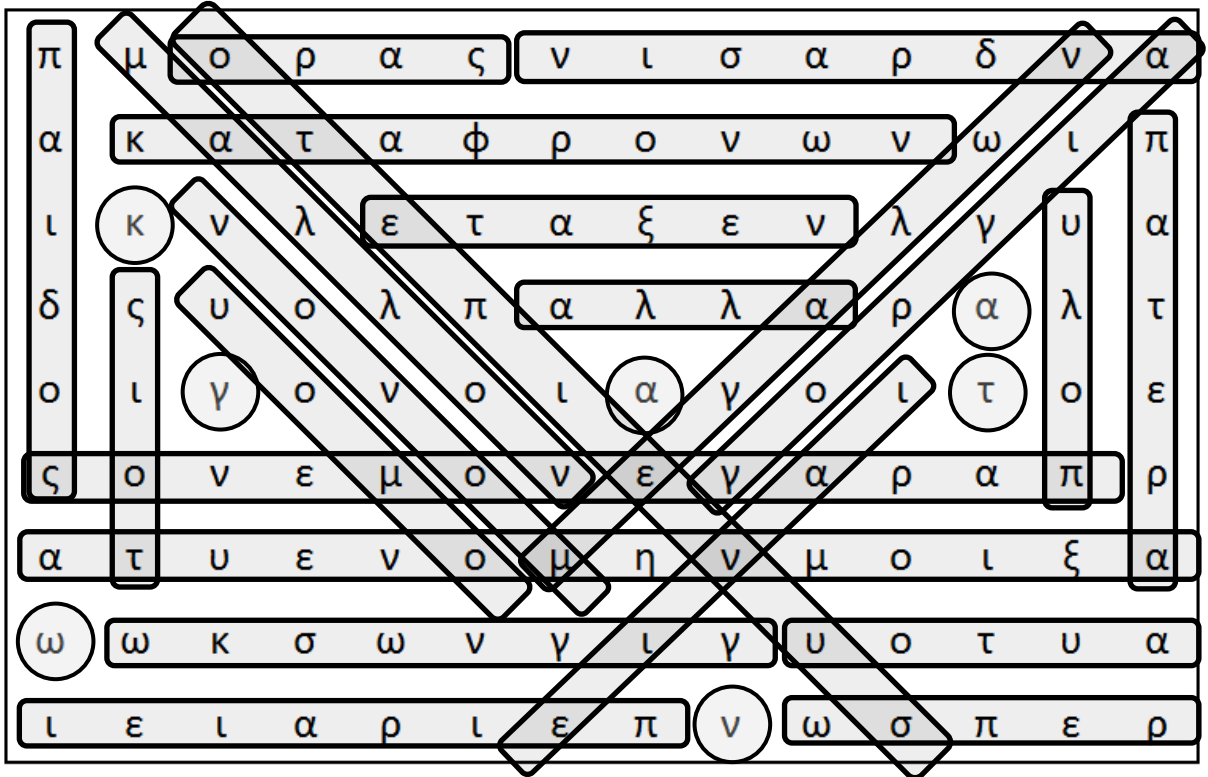 π μ ο ρ α ς ν ι σ α ρ δ ν α
α κ α τ α φ ρ ο ν ω ν ω ι π
ι κ ν λ ε τ α ξ ε ν λ γ υ α
δ ς υ ο λ π α λ λ α ρ α λ τ
ο ι γ ο ν ο ι α γ ο ι τ ο ε
ς ο ν ε μ ο ν ε γ α ρ α π ρ
α τ υ ε ν ο μ η ν μ ο ι ξ α
ω ω κ σ ω ν γ ι γ υ ο τ υ α
ι ε ι α ρ ι ε π ν ω σ π ε ρ